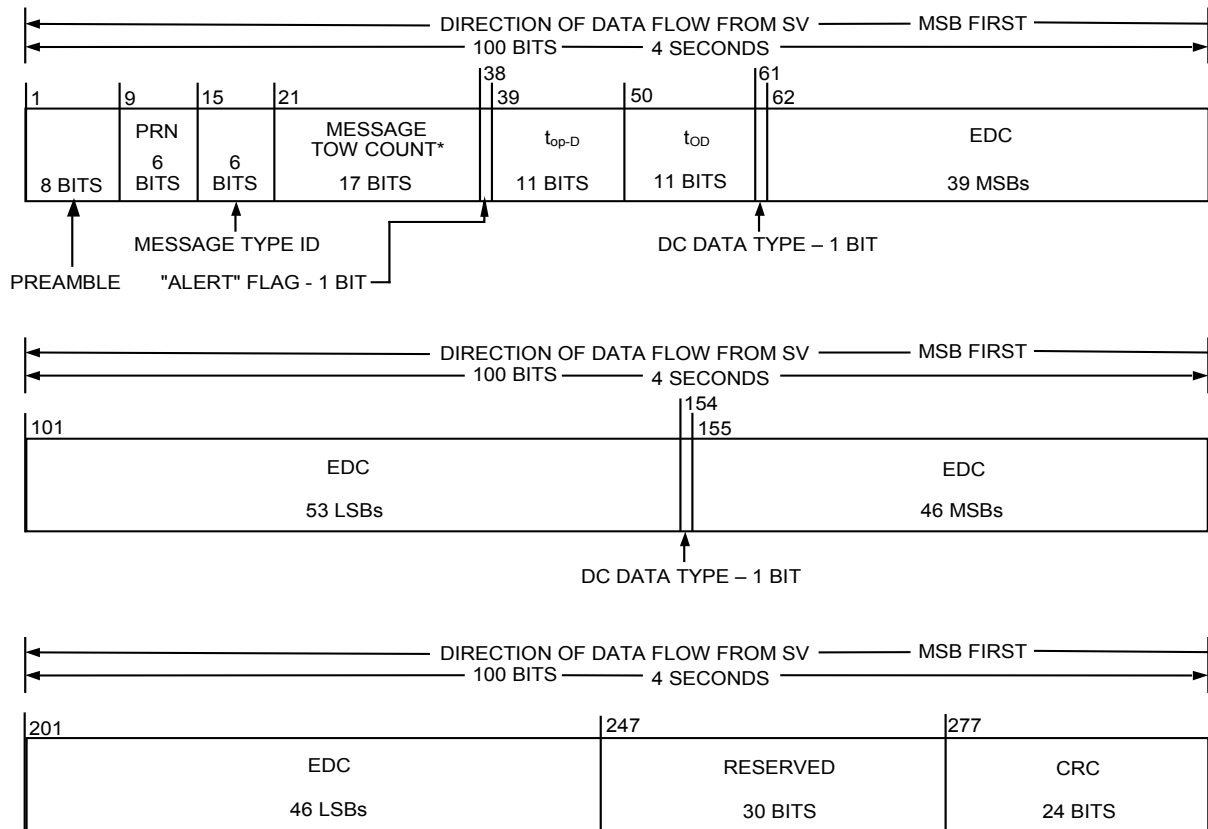 DIRECTION OF DATA FLOW FROM SV MSB FIRST
100 BITS 4 SECONDS
1 9 15 21 38 39 50 61 62
PRN
6
BITS
MESSAGE
TOW COUNT*
top-D
tOD
EDC
8 BITS
6
BITS
17 BITS
11 BITS
11 BITS
39 MSBs
MESSAGE TYPE ID
DC DATA TYPE – 1 BIT
PREAMBLE
"ALERT" FLAG - 1 BIT
DIRECTION OF DATA FLOW FROM SV MSB FIRST
100 BITS 4 SECONDS
101 154 155
EDC EDC
53 LSBs 46 MSBs
DC DATA TYPE – 1 BIT
DIRECTION OF DATA FLOW FROM SV MSB FIRST
100 BITS 4 SECONDS
201 247 277
EDC RESERVED CRC
46 LSBs 30 BITS 24 BITS